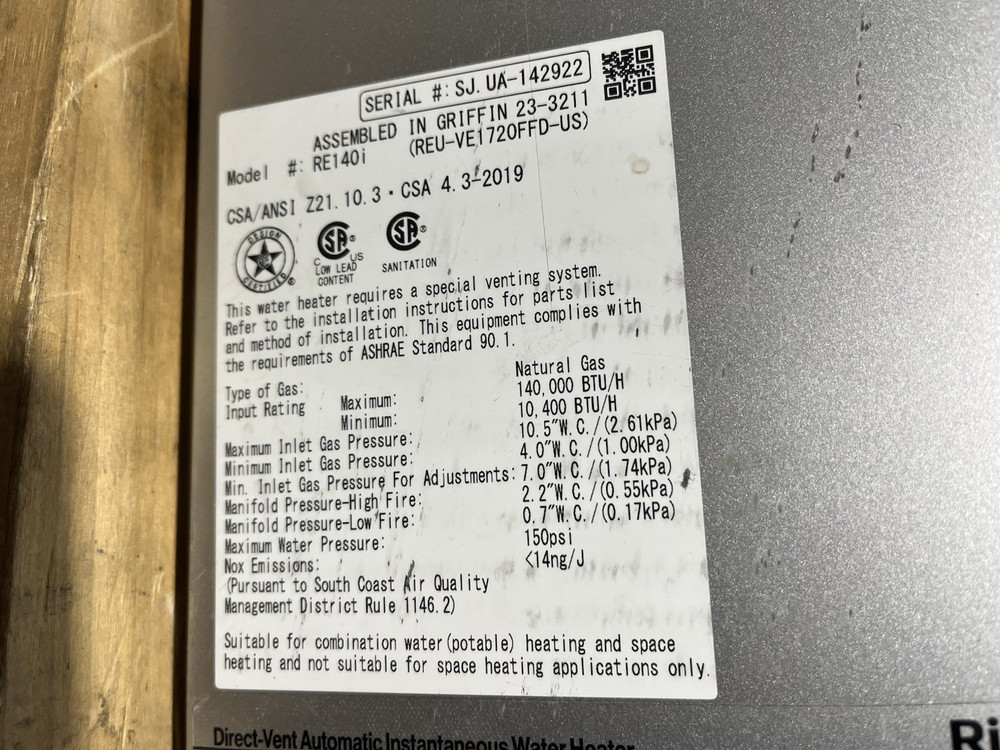 SERIAL #: SJ. UA-142922
ASSEMBLED IN GRIFFIN 23-3211
Model #: RE140i (REU-VE1720FFD-US)
CSA/ANSI Z21.10.3 · CSA 4.3-2019
DESIGN CERTIFIED ®
SA ®
C US
LOW LEAD
CONTENT
SA ®
SANITATION
This water heater requires a special venting system.
Refer to the installation instructions for parts list
and method of installation. This equipment complies with
the requirements of ASHRAE Standard 90.1.
Type of Gas: Natural Gas
Input Rating Maximum: 140,000 BTU/H
Minimum: 10,400 BTU/H
Maximum Inlet Gas Pressure: 10.5"W.C./(2.61kPa)
Minimum Inlet Gas Pressure: 4.0"W.C./(1.00kPa)
Min. Inlet Gas Pressure For Adjustments: 7.0"W.C./(1.74kPa)
Manifold Pressure-High Fire: 2.2"W.C./(0.55kPa)
Manifold Pressure-Low Fire: 0.7"W.C./(0.17kPa)
Maximum Water Pressure: 150psi
Nox Emissions: <14ng/J
(Pursuant to South Coast Air Quality
Management District Rule 1146.2)
Suitable for combination water(potable) heating and space
heating and not suitable for space heating applications only.
Direct-Vent Automatic Instantaneous Water Heater
Ri